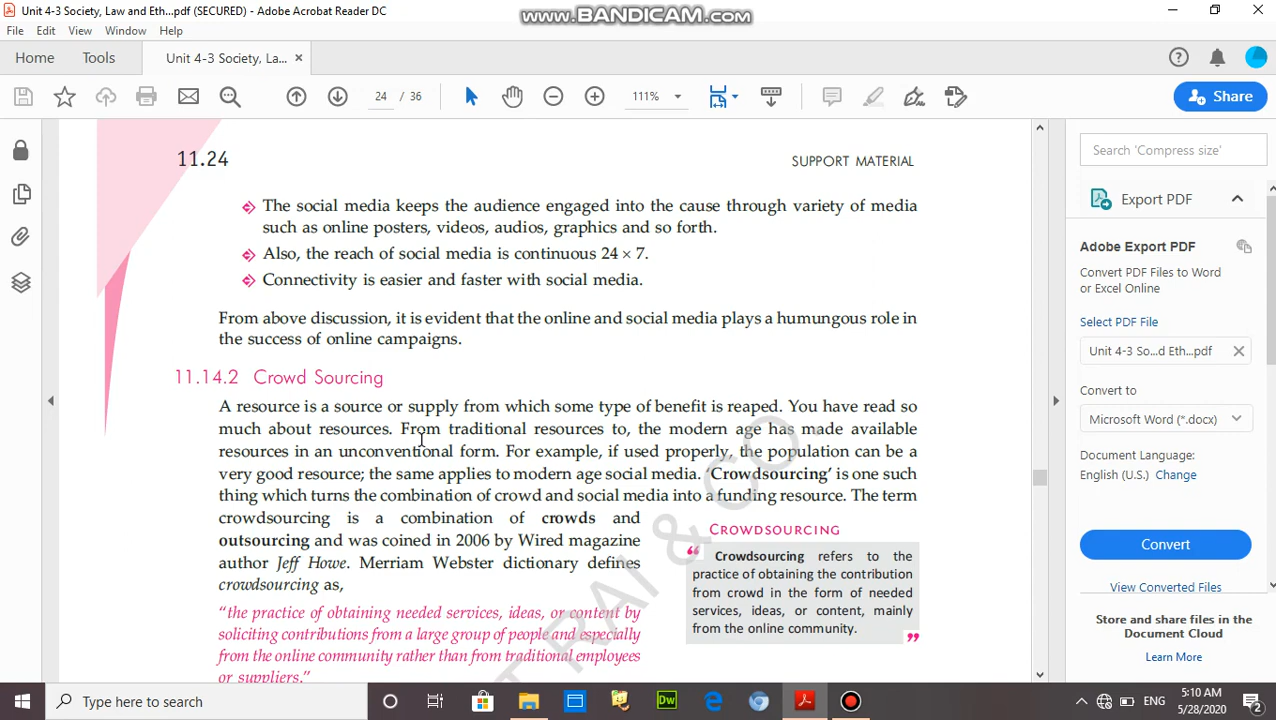 Unit 4-3 Society, Law and Eth...pdf (SECURED) - Adobe Acrobat Reader DC
www.BANDICAM.com
File Edit View Window Help
Home Tools Unit 4-3 Society, La... ×
24 / 36 111% Share
11.24 SUPPORT MATERIAL
The social media keeps the audience engaged into the cause through variety of media
such as online posters, videos, audios, graphics and so forth.
Also, the reach of social media is continuous 24 × 7.
Connectivity is easier and faster with social media.
From above discussion, it is evident that the online and social media plays a humungous role in
the success of online campaigns.
11.14.2 Crowd Sourcing
A resource is a source or supply from which some type of benefit is reaped. You have read so
much about resources. From traditional resources to, the modern age has made available
resources in an unconventional form. For example, if used properly, the population can be a
very good resource; the same applies to modern age social media. 'Crowdsourcing' is one such
thing which turns the combination of crowd and social media into a funding resource. The term
crowdsourcing is a combination of crowds and
outsourcing and was coined in 2006 by Wired magazine
author Jeff Howe. Merriam Webster dictionary defines
crowdsourcing as,
"the practice of obtaining needed services, ideas, or content by
soliciting contributions from a large group of people and especially
from the online community rather than from traditional employees
or suppliers."
CROWDSOURCING
"Crowdsourcing refers to the
practice of obtaining the contribution
from crowd in the form of needed
services, ideas, or content, mainly
from the online community."
T RAI & CO.
Search 'Compress size'
Export PDF
Adobe Export PDF
Convert PDF Files to Word
or Excel Online
Select PDF File
Unit 4-3 So...d Eth...pdf ×
Convert to
Microsoft Word (*.docx)
Document Language:
English (U.S.) Change
Convert
View Converted Files
Store and share files in the
Document Cloud
Learn More
Type here to search
Dw
ENG
5:10 AM
5/28/2020
2